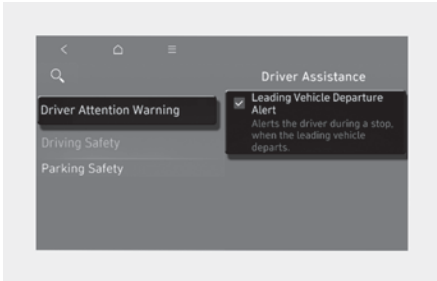 Driver Assistance
Driver Attention Warning
Driving Safety
Parking Safety
Leading Vehicle Departure
Alert
Alerts the driver during a stop,
when the leading vehicle
departs.